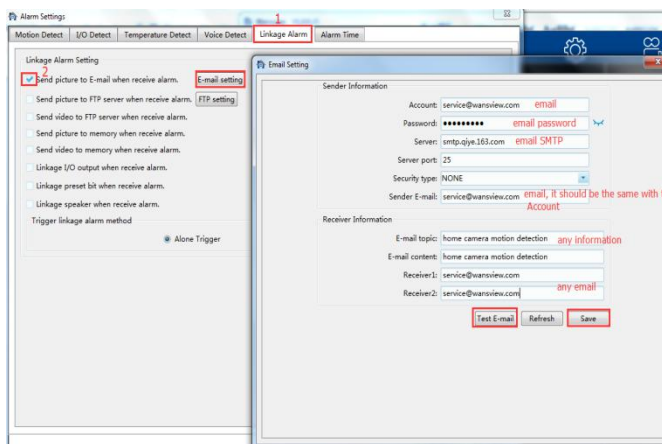 Alarm Settings
1
Motion Detect I/O Detect Temperature Detect Voice Detect Linkage Alarm Alarm Time
Linkage Alarm Setting
2
Send picture to E-mail when receive alarm. E-mail setting
Send picture to FTP server when receive alarm. FTP setting
Send video to FTP server when receive alarm.
Send picture to memory when receive alarm.
Send video to memory when receive alarm.
Linkage I/O output when receive alarm.
Linkage preset bit when receive alarm.
Linkage speaker when receive alarm.
Trigger linkage alarm method
Alone Trigger
Email Setting
Sender Information
Account: service@wansview.com email
Password: ●●●●●●●●● email password
Server: smtp.qiye.163.com email SMTP
Server port: 25
Security type: NONE
Sender E-mail: service@wansview.com email, it should be the same with
Account
Receiver Information
E-mail topic: home camera motion detection any information
E-mail content: home camera motion detection
Receiver1: service@wansview.com
Receiver2: service@wansview.com any email
Test E-mail Refresh Save